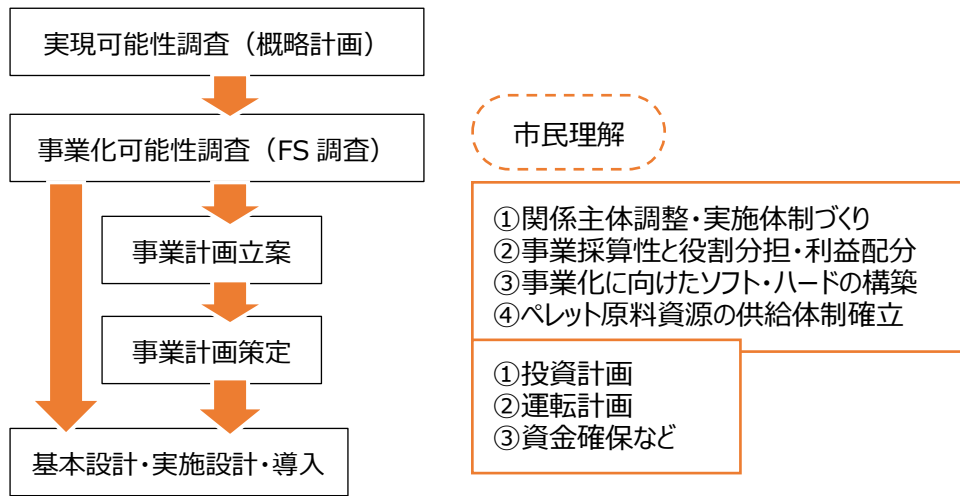 実現可能性調査（概略計画）
事業化可能性調査（FS 調査）
市民理解
①関係主体調整・実施体制づくり
②事業採算性と役割分担・利益配分
③事業化に向けたソフト・ハードの構築
④ペレット原料資源の供給体制確立
事業計画立案
事業計画策定
①投資計画
②運転計画
③資金確保など
基本設計・実施設計・導入